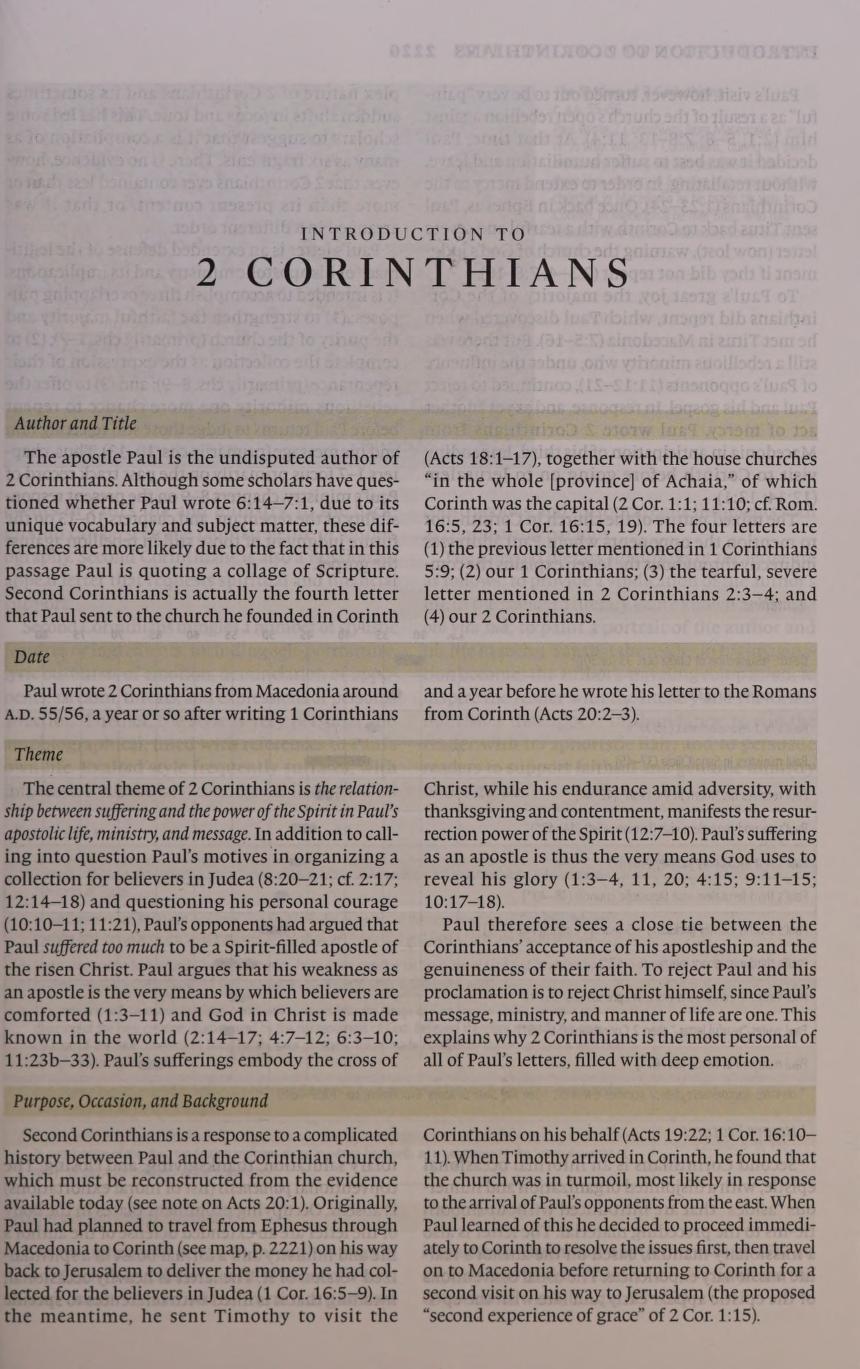 INTRODUCTION TO
2 CORINTHIANS
Author and Title
The apostle Paul is the undisputed author of
2 Corinthians. Although some scholars have ques-
tioned whether Paul wrote 6:14–7:1, due to its
unique vocabulary and subject matter, these dif-
ferences are more likely due to the fact that in this
passage Paul is quoting a collage of Scripture.
Second Corinthians is actually the fourth letter
that Paul sent to the church he founded in Corinth
(Acts 18:1–17), together with the house churches
“in the whole [province] of Achaia,” of which
Corinth was the capital (2 Cor. 1:1; 11:10; cf. Rom.
16:5, 23; 1 Cor. 16:15, 19). The four letters are
(1) the previous letter mentioned in 1 Corinthians
5:9; (2) our 1 Corinthians; (3) the tearful, severe
letter mentioned in 2 Corinthians 2:3–4; and
(4) our 2 Corinthians.
Date
Paul wrote 2 Corinthians from Macedonia around
A.D. 55/56, a year or so after writing 1 Corinthians
and a year before he wrote his letter to the Romans
from Corinth (Acts 20:2–3).
Theme
The central theme of 2 Corinthians is the relation-
ship between suffering and the power of the Spirit in Paul’s
apostolic life, ministry, and message. In addition to call-
ing into question Paul’s motives in organizing a
collection for believers in Judea (8:20–21; cf. 2:17;
12:14–18) and questioning his personal courage
(10:10–11; 11:21), Paul’s opponents had argued that
Paul suffered too much to be a Spirit-filled apostle of
the risen Christ. Paul argues that his weakness as
an apostle is the very means by which believers are
comforted (1:3–11) and God in Christ is made
known in the world (2:14–17; 4:7–12; 6:3–10;
11:23b–33). Paul’s sufferings embody the cross of
Christ, while his endurance amid adversity, with
thanksgiving and contentment, manifests the resur-
rection power of the Spirit (12:7–10). Paul’s suffering
as an apostle is thus the very means God uses to
reveal his glory (1:3–4, 11, 20; 4:15; 9:11–15;
10:17–18).
Paul therefore sees a close tie between the
Corinthians’ acceptance of his apostleship and the
genuineness of their faith. To reject Paul and his
proclamation is to reject Christ himself, since Paul’s
message, ministry, and manner of life are one. This
explains why 2 Corinthians is the most personal of
all of Paul’s letters, filled with deep emotion.
Purpose, Occasion, and Background
Second Corinthians is a response to a complicated
history between Paul and the Corinthian church,
which must be reconstructed from the evidence
available today (see note on Acts 20:1). Originally,
Paul had planned to travel from Ephesus through
Macedonia to Corinth (see map, p. 2221) on his way
back to Jerusalem to deliver the money he had col-
lected for the believers in Judea (1 Cor. 16:5–9). In
the meantime, he sent Timothy to visit the
Corinthians on his behalf (Acts 19:22; 1 Cor. 16:10–
11). When Timothy arrived in Corinth, he found that
the church was in turmoil, most likely in response
to the arrival of Paul’s opponents from the east. When
Paul learned of this he decided to proceed immedi-
ately to Corinth to resolve the issues first, then travel
on to Macedonia before returning to Corinth for a
second visit on his way to Jerusalem (the proposed
“second experience of grace” of 2 Cor. 1:15).